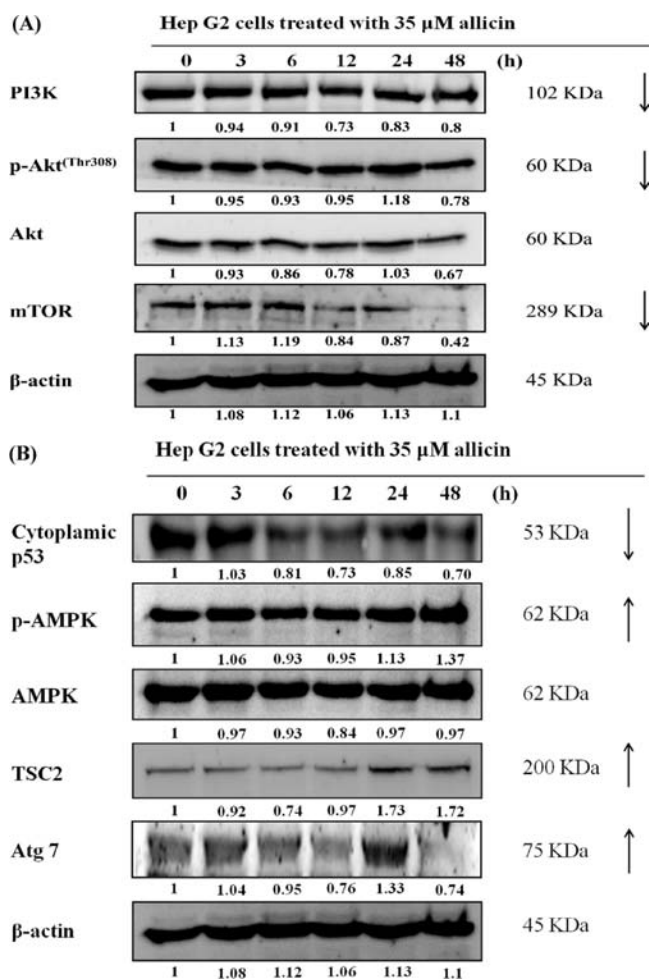 (A)
Hep G2 cells treated with 35 µM allicin
0 3 6 12 24 48 (h)
PI3K 102 KDa ↓
1 0.94 0.91 0.73 0.83 0.8
p-Akt(Thr308) 60 KDa ↓
1 0.95 0.93 0.95 1.18 0.78
Akt 60 KDa
1 0.93 0.86 0.78 1.03 0.67
mTOR 289 KDa ↓
1 1.13 1.19 0.84 0.87 0.42
β-actin 45 KDa
1 1.08 1.12 1.06 1.13 1.1
(B)
Hep G2 cells treated with 35 µM allicin
0 3 6 12 24 48 (h)
Cytoplamic
p53 53 KDa ↓
1 1.03 0.81 0.73 0.85 0.70
p-AMPK 62 KDa ↑
1 1.06 0.93 0.95 1.13 1.37
AMPK 62 KDa
1 0.97 0.93 0.84 0.97 0.97
TSC2 200 KDa ↑
1 0.92 0.74 0.97 1.73 1.72
Atg 7 75 KDa ↑
1 1.04 0.95 0.76 1.33 0.74
β-actin 45 KDa
1 1.08 1.12 1.06 1.13 1.1